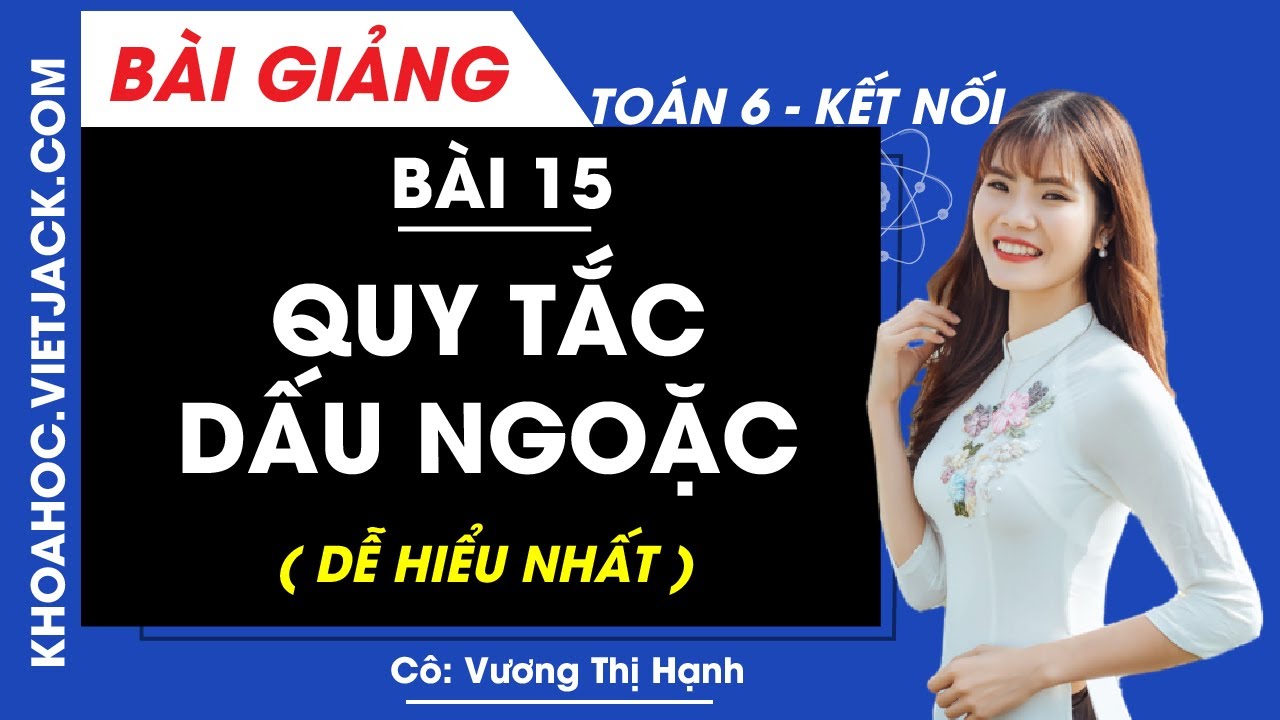 KHOAHOC.VIETJACK.COM
BÀI GIẢNG
TOÁN 6 - KẾT NỐI
BÀI 15
QUY TẮC
DẤU NGOẶC
( DỄ HIỂU NHẤT )
Cô: Vương Thị Hạnh